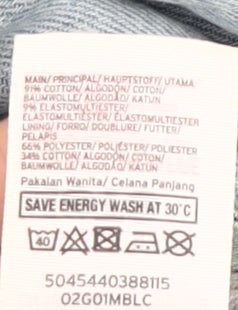 MAIN/ PRINCIPAL/ HAUPTSTOFF/ UTAMA
91% COTTON/ ALGODÓN/ COTON/
BAUMWOLLE/ ALGODÃO/ KATUN
9% ELASTOMULTIESTER/
ELASTOMULTIÉSTER/ ELASTOMULTIESTER
LINING/ FORRO/ DOUBLURE/ FUTTER/
PELAPIS
66% POLYESTER/ POLIÉSTER/ POLIESTER
34% COTTON/ ALGODÓN/ COTON/
BAUMWOLLE/ ALGODÃO/ KATUN
Pakaian Wanita/ Celana Panjang
SAVE ENERGY WASH AT 30°C
40
5045440388115
02G01MBLC